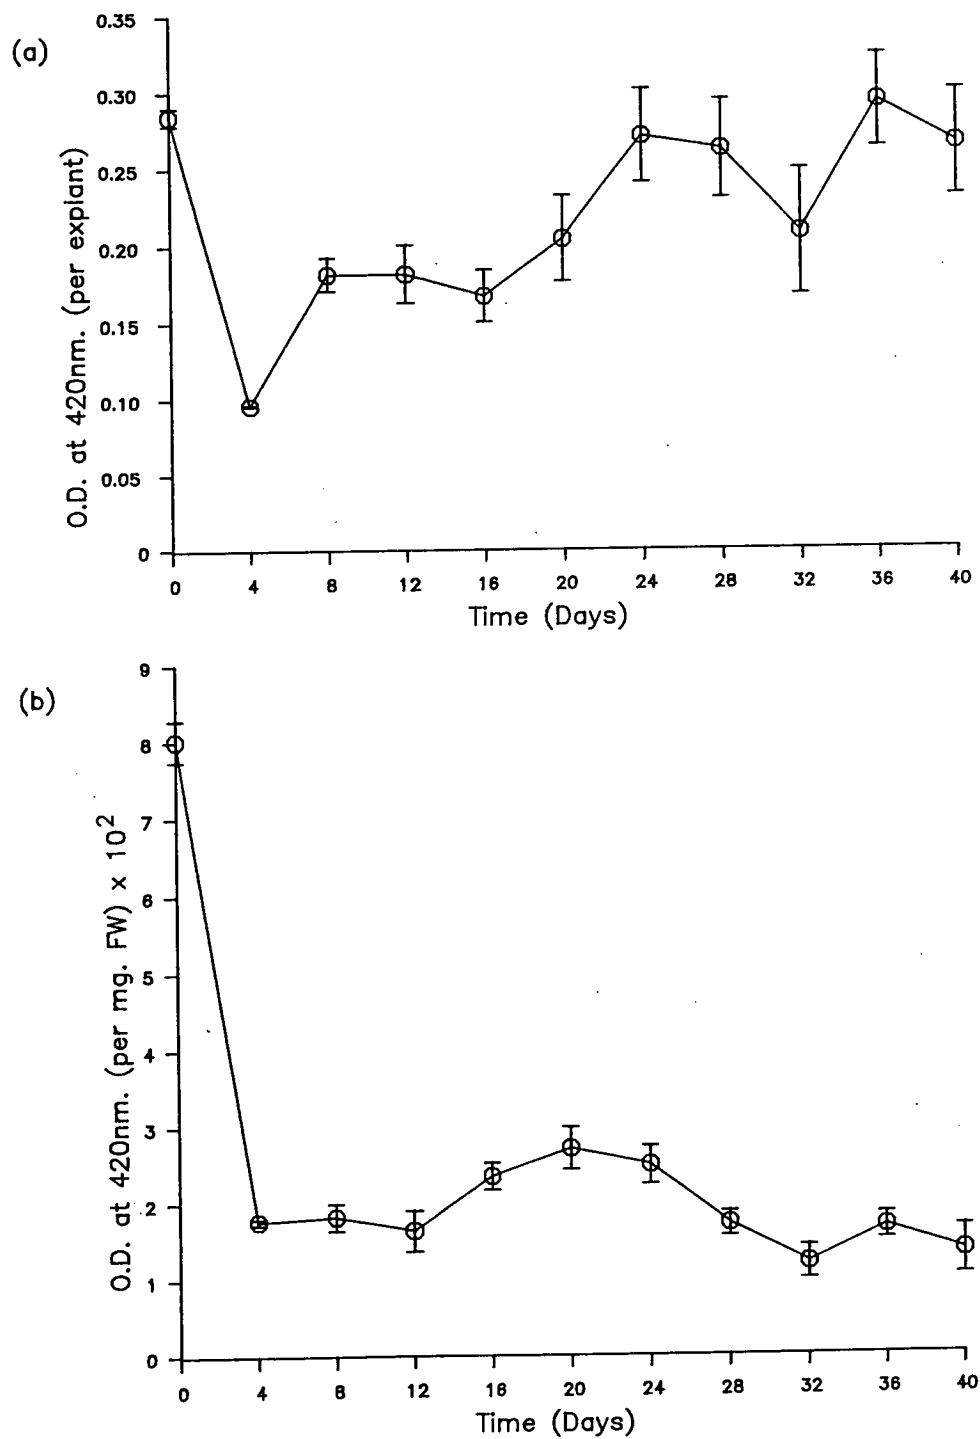 (a)
O.D. at 420nm. (per explant)
0.35
0.30
0.25
0.20
0.15
0.10
0.05
0
0 4 8 12 16 20 24 28 32 36 40
Time (Days)
(b)
O.D. at 420nm. (per mg. FW) x 10²
9
8
7
6
5
4
3
2
1
0
0 4 8 12 16 20 24 28 32 36 40
Time (Days)